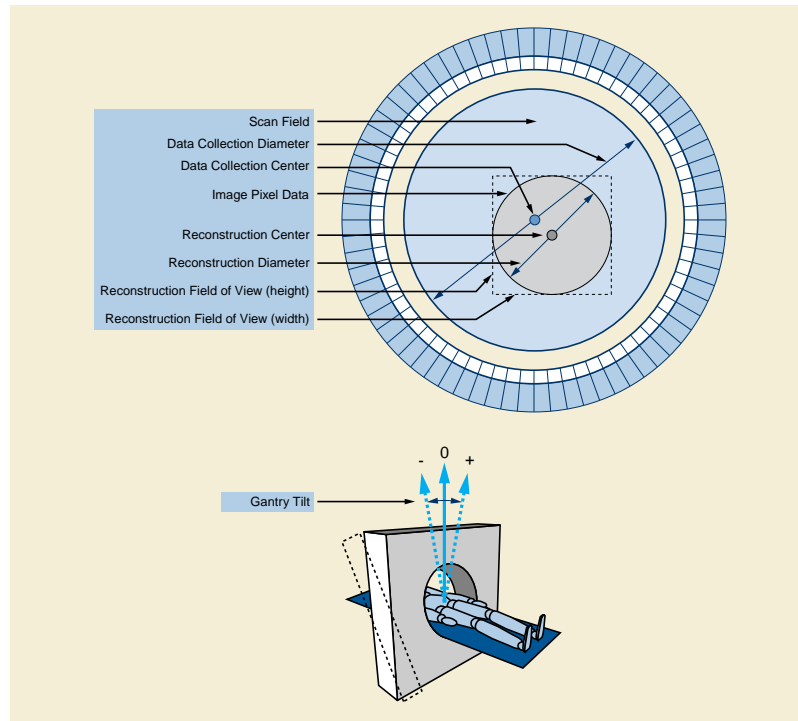 Scan Field
Data Collection Diameter
Data Collection Center
Image Pixel Data
Reconstruction Center
Reconstruction Diameter
Reconstruction Field of View (height)
Reconstruction Field of View (width)
- 0 +
Gantry Tilt